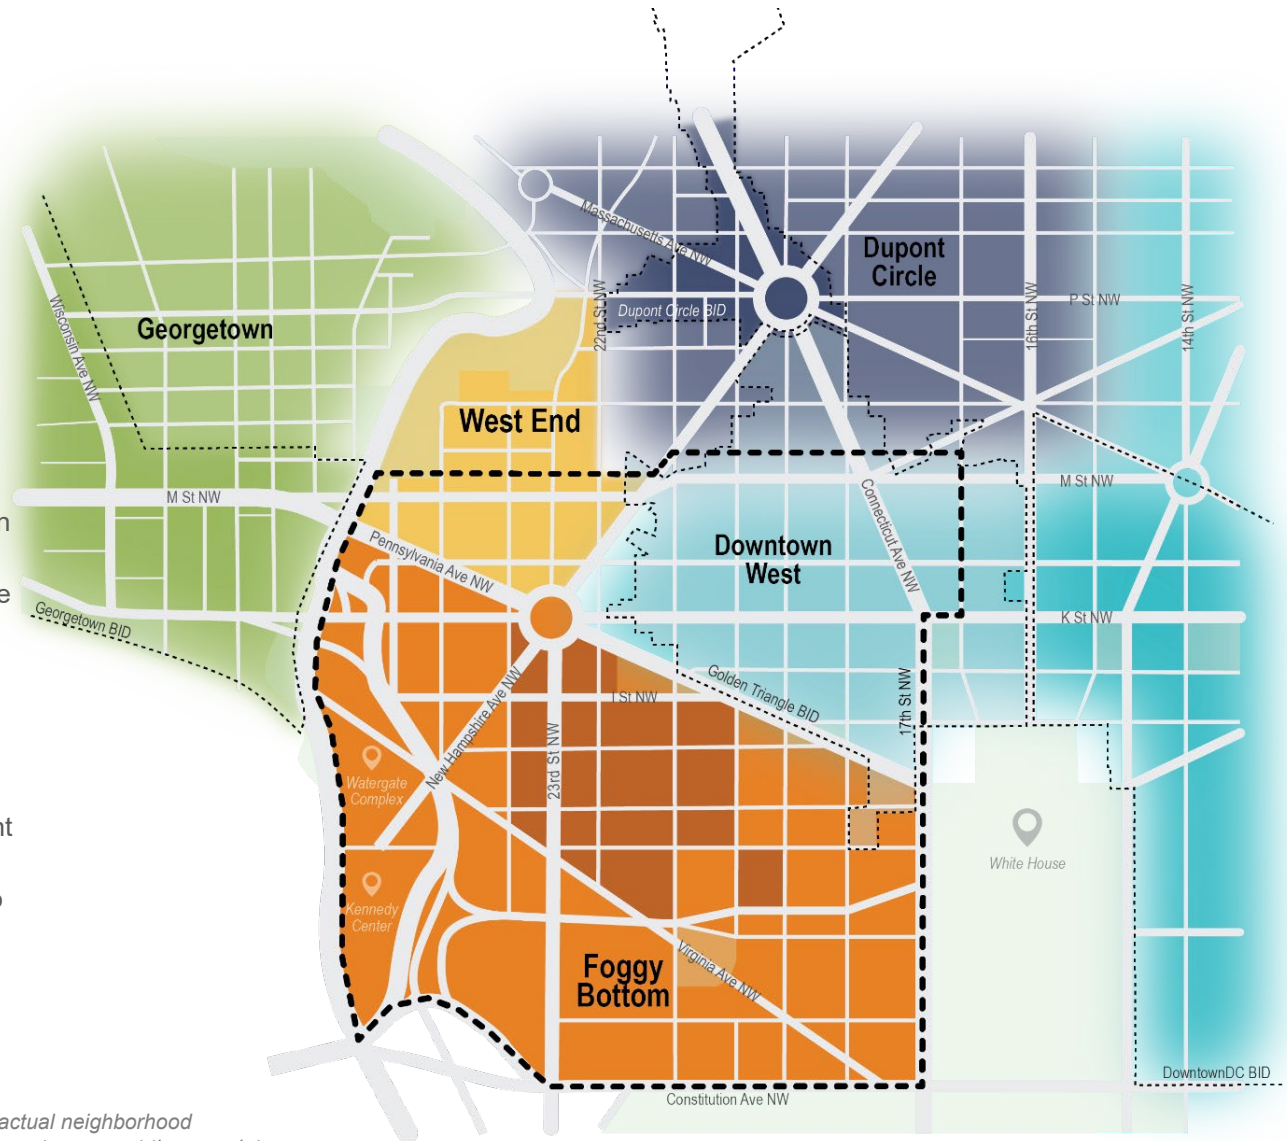 Dupont
Circle
Massachusetts Ave NW
22nd St NW
Dupont Circle BID
16th St NW
P St NW
14th St NW
Georgetown
Wisconsin Ave NW
West End
M St NW
M St NW
Connecticut Ave NW
Pennsylvania Ave NW
Downtown
West
Georgetown BID
K St NW
Golden Triangle BID
17th St NW
I St NW
New Hampshire Ave NW
23rd St NW
Watergate
Complex
White House
Kennedy
Center
Foggy
Bottom
Virginia Ave NW
DowntownDC BID
Constitution Ave NW
actual neighborhood